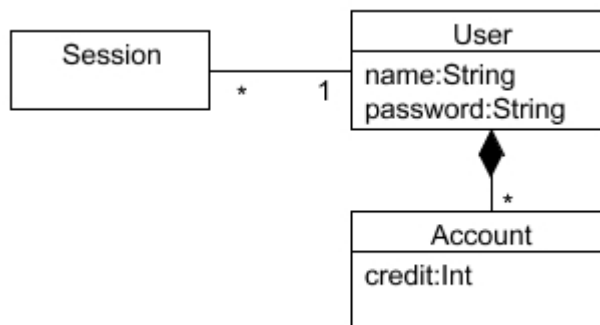 Session
User
name:String
password:String
*
1
*
Account
credit:Int